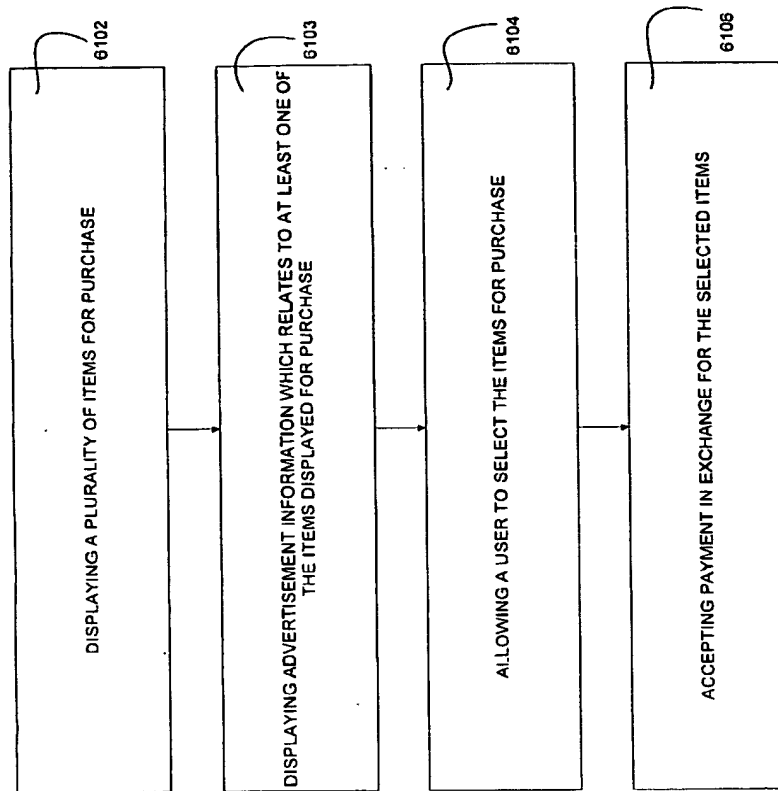 DISPLAYING A PLURALITY OF ITEMS FOR PURCHASE
6102
DISPLAYING ADVERTISEMENT INFORMATION WHICH RELATES TO AT LEAST ONE OF
THE ITEMS DISPLAYED FOR PURCHASE
6103
ALLOWING A USER TO SELECT THE ITEMS FOR PURCHASE
6104
ACCEPTING PAYMENT IN EXCHANGE FOR THE SELECTED ITEMS
6106